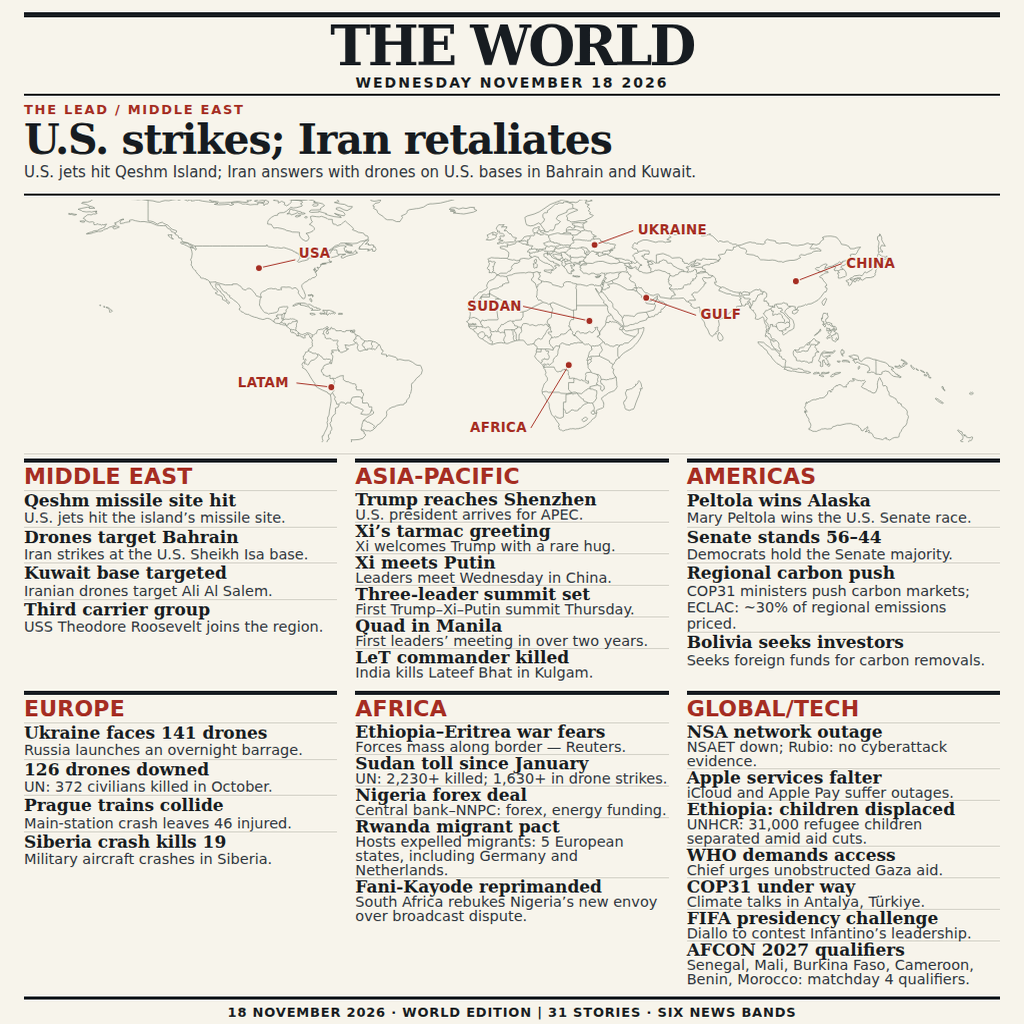 THE WORLD
WEDNESDAY NOVEMBER 18 2026
THE LEAD / MIDDLE EAST
U.S. strikes; Iran retaliates
U.S. jets hit Qeshm Island; Iran answers with drones on U.S. bases in Bahrain and Kuwait.
USA
UKRAINE
CHINA
SUDAN
GULF
LATAM
AFRICA
MIDDLE EAST
Qeshm missile site hit
U.S. jets hit the island’s missile site.
Drones target Bahrain
Iran strikes at the U.S. Sheikh Isa base.
Kuwait base targeted
Iranian drones target Ali Al Salem.
Third carrier group
USS Theodore Roosevelt joins the region.
ASIA-PACIFIC
Trump reaches Shenzhen
U.S. president arrives for APEC.
Xi’s tarmac greeting
Xi welcomes Trump with a rare hug.
Xi meets Putin
Leaders meet Wednesday in China.
Three-leader summit set
First Trump–Xi–Putin summit Thursday.
Quad in Manila
First leaders’ meeting in over two years.
LeT commander killed
India kills Lateef Bhat in Kulgam.
AMERICAS
Peltola wins Alaska
Mary Peltola wins the U.S. Senate race.
Senate stands 56–44
Democrats hold the Senate majority.
Regional carbon push
COP31 ministers push carbon markets;
ECLAC: ~30% of regional emissions
priced.
Bolivia seeks investors
Seeks foreign funds for carbon removals.
EUROPE
Ukraine faces 141 drones
Russia launches an overnight barrage.
126 drones downed
UN: 372 civilians killed in October.
Prague trains collide
Main-station crash leaves 46 injured.
Siberia crash kills 19
Military aircraft crashes in Siberia.
AFRICA
Ethiopia–Eritrea war fears
Forces mass along border — Reuters.
Sudan toll since January
UN: 2,230+ killed; 1,630+ in drone strikes.
Nigeria forex deal
Central bank–NNPC: forex, energy funding.
Rwanda migrant pact
Hosts expelled migrants: 5 European
states, including Germany and
Netherlands.
Fani-Kayode reprimanded
South Africa rebukes Nigeria’s new envoy
over broadcast dispute.
GLOBAL/TECH
NSA network outage
NSAET down; Rubio: no cyberattack
evidence.
Apple services falter
iCloud and Apple Pay suffer outages.
Ethiopia: children displaced
UNHCR: 31,000 refugee children
separated amid aid cuts.
WHO demands access
Chief urges unobstructed Gaza aid.
COP31 under way
Climate talks in Antalya, Türkiye.
FIFA presidency challenge
Diallo to contest Infantino’s leadership.
AFCON 2027 qualifiers
Senegal, Mali, Burkina Faso, Cameroon,
Benin, Morocco: matchday 4 qualifiers.
18 NOVEMBER 2026 · WORLD EDITION | 31 STORIES · SIX NEWS BANDS